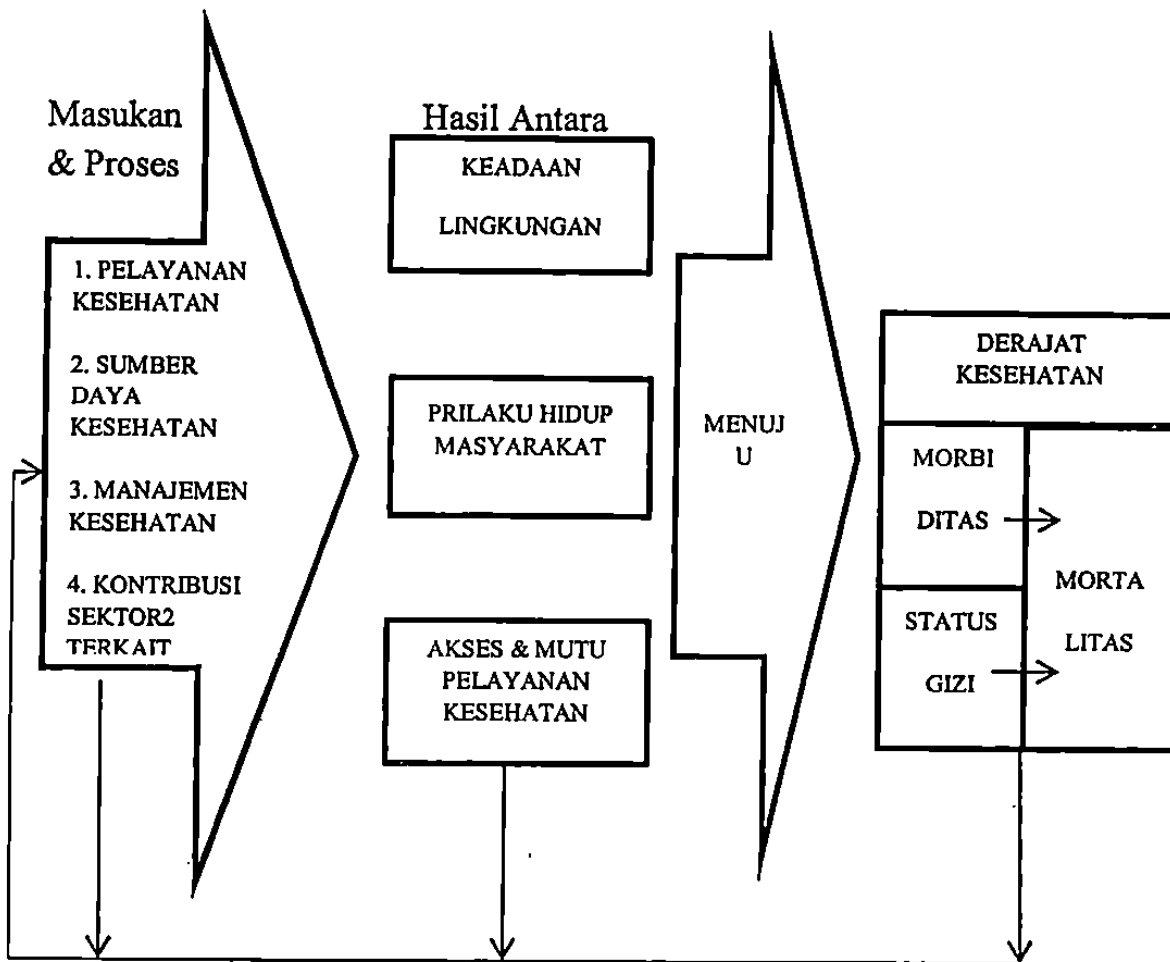 Masukan
& Proses
1. PELAYANAN
KESEHATAN
2. SUMBER
DAYA
KESEHATAN
3. MANAJEMEN
KESEHATAN
4. KONTRIBUSI
SEKTOR2
TERKAIT
Hasil Antara
KEADAAN
LINGKUNGAN
PRILAKU HIDUP
MASYARAKAT
AKSES & MUTU
PELAYANAN
KESEHATAN
MENUJ
U
DERAJAT
KESEHATAN
MORBI
DITAS
STATUS
GIZI
MORTA
LITAS